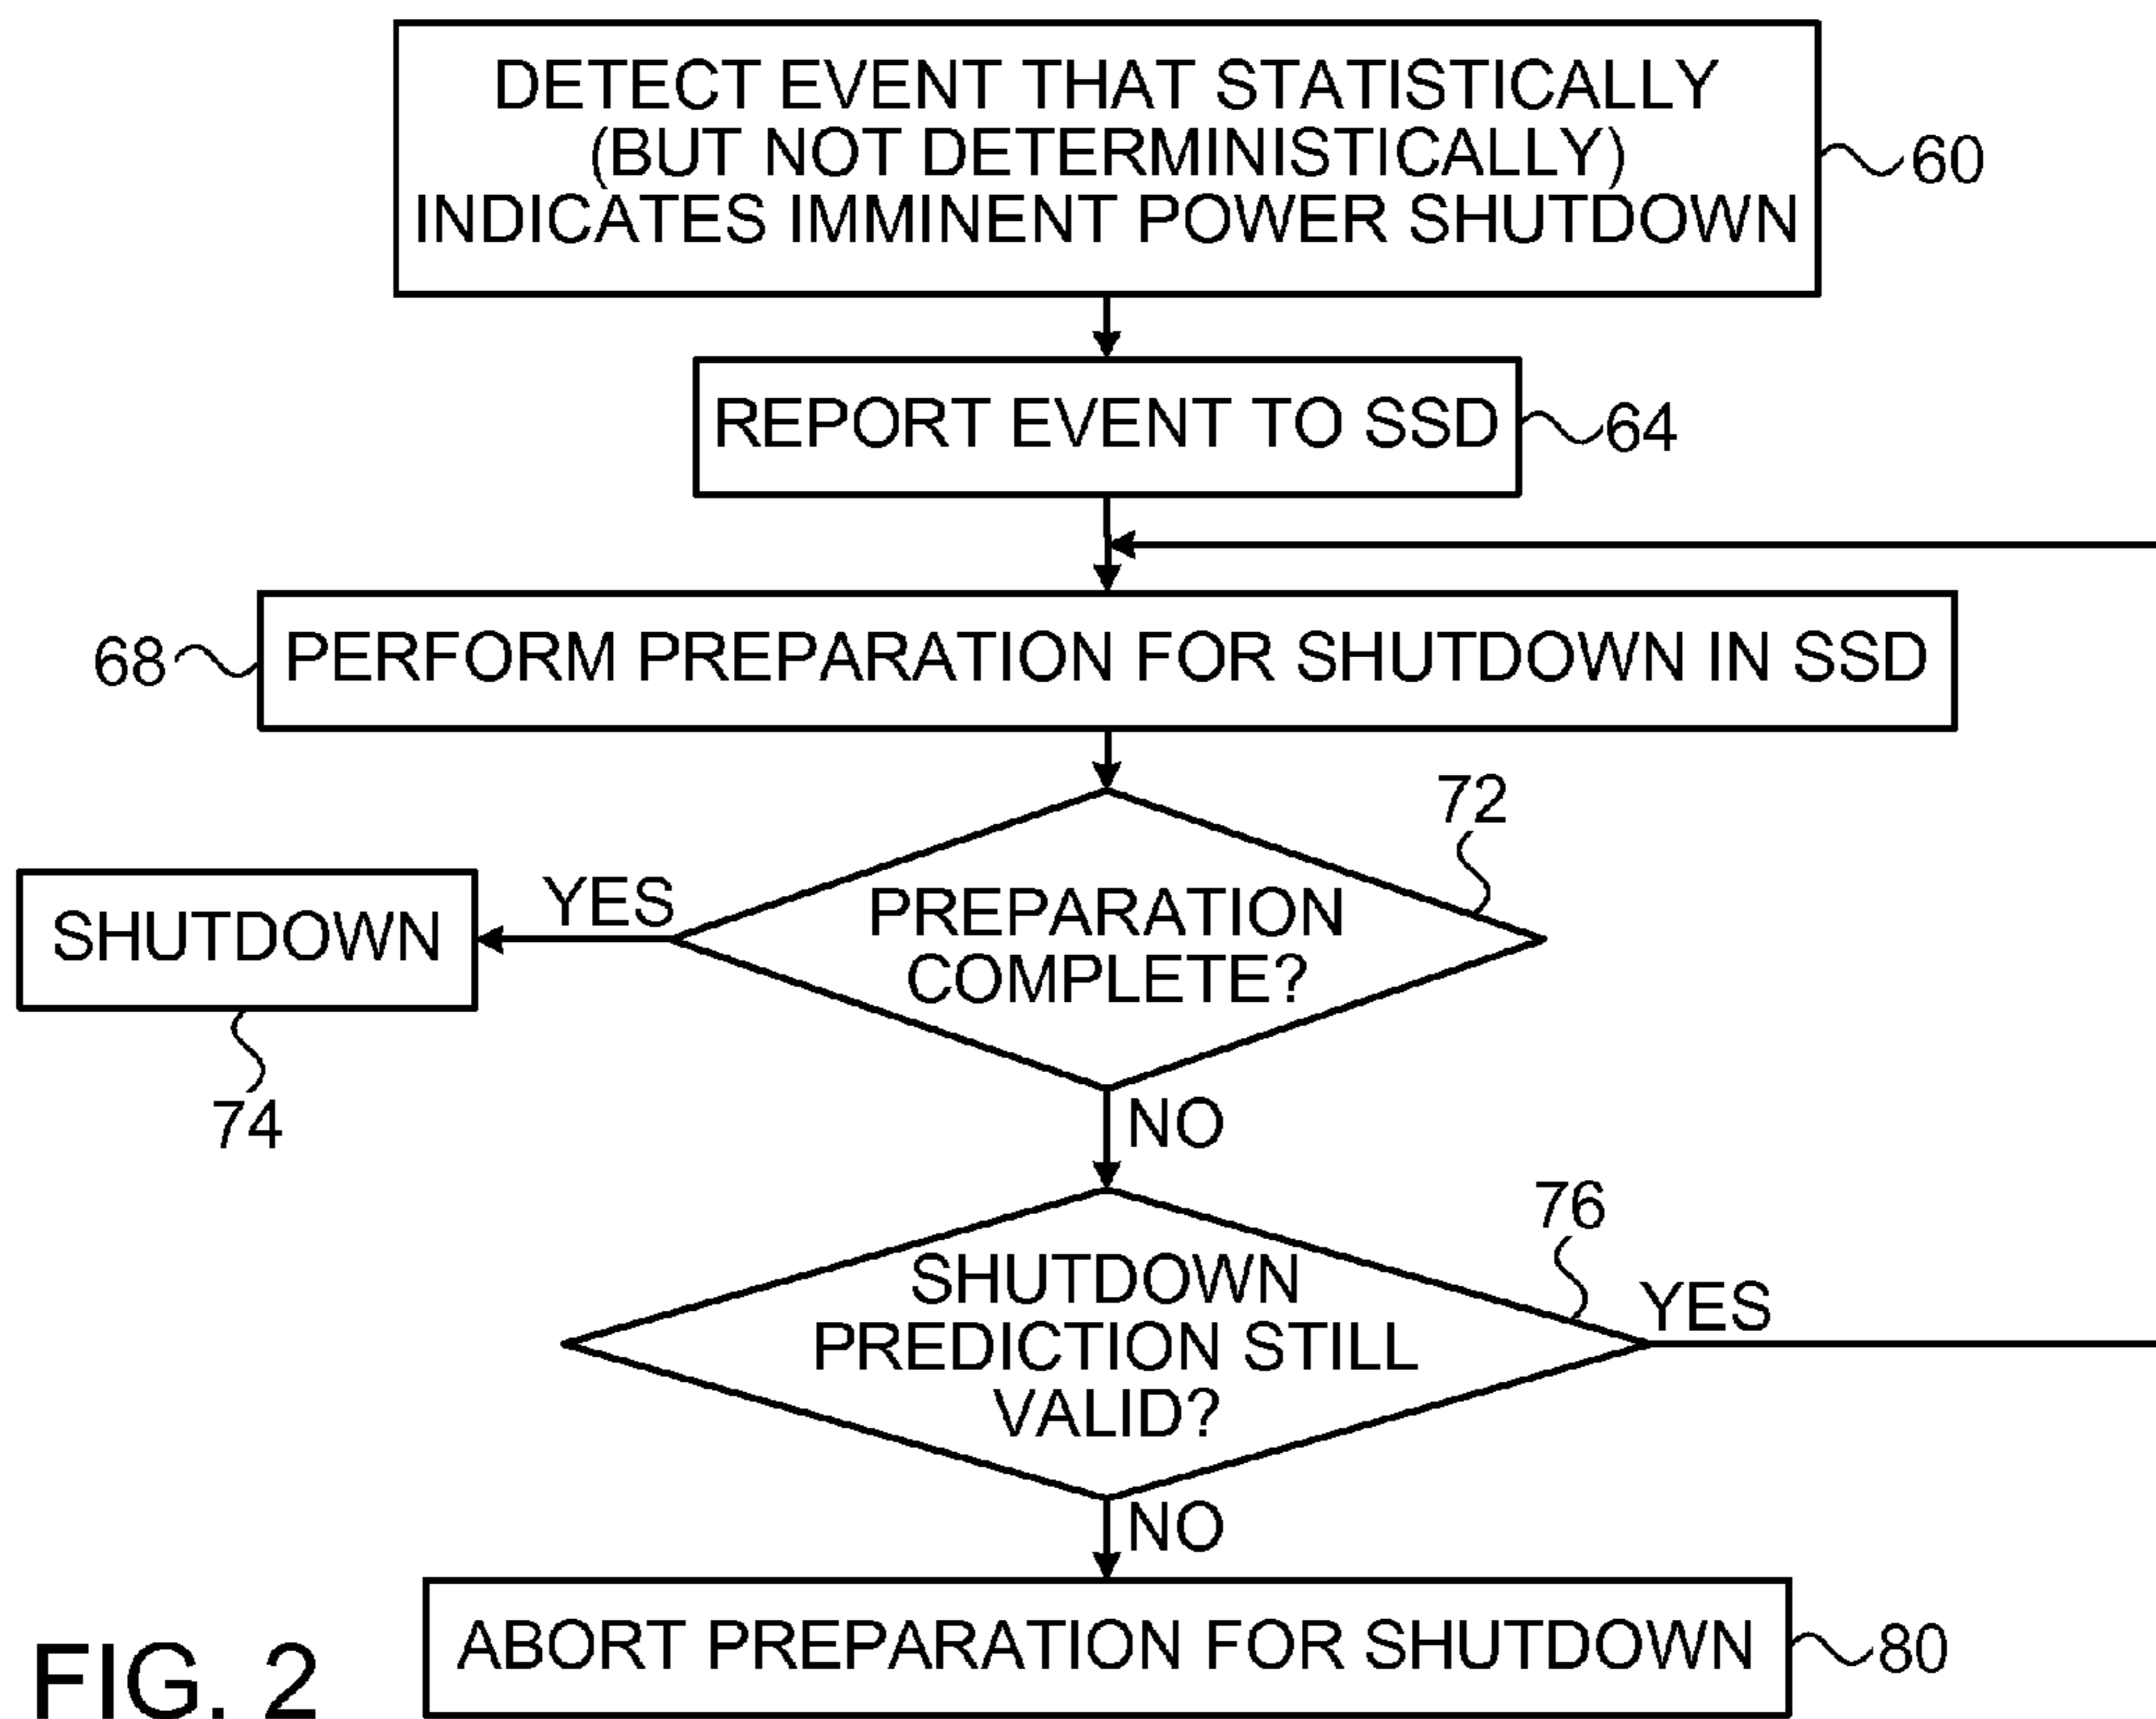 DETECT EVENT THAT STATISTICALLY
(BUT NOT DETERMINISTICALLY)
INDICATES IMMINENT POWER SHUTDOWN
60
REPORT EVENT TO SSD
64
68
PERFORM PREPARATION FOR SHUTDOWN IN SSD
72
PREPARATION
COMPLETE?
YES
SHUTDOWN
74
NO
76
SHUTDOWN
PREDICTION STILL
VALID?
YES
NO
ABORT PREPARATION FOR SHUTDOWN
80
FIG. 2